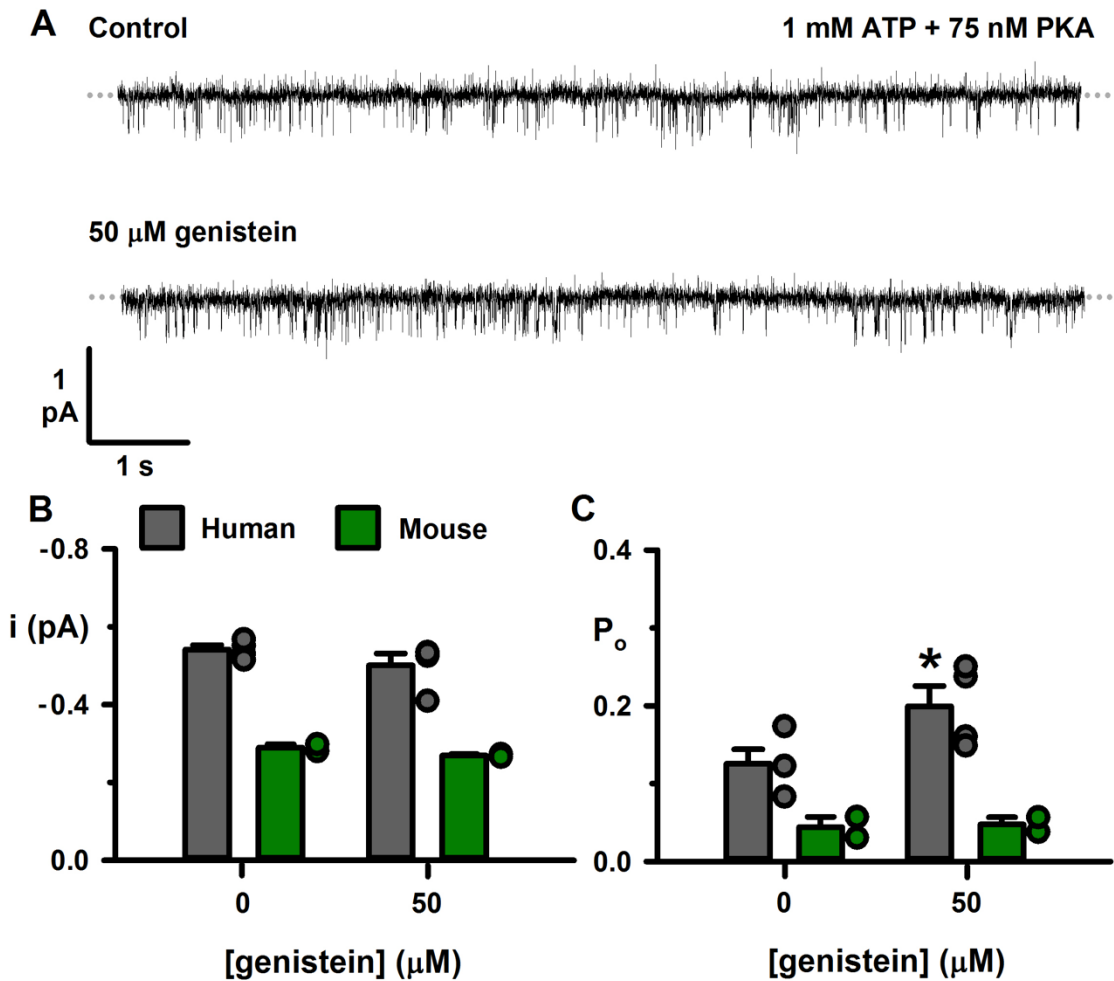 A Control 1 mM ATP + 75 nM PKA
50 μM genistein
1
pA
1 s
B Human Mouse
-0.8
i (pA)
-0.4
0.0
0 50
[genistein] (μM)
C
0.4
Po
*
0.2
0.0
0 50
[genistein] (μM)